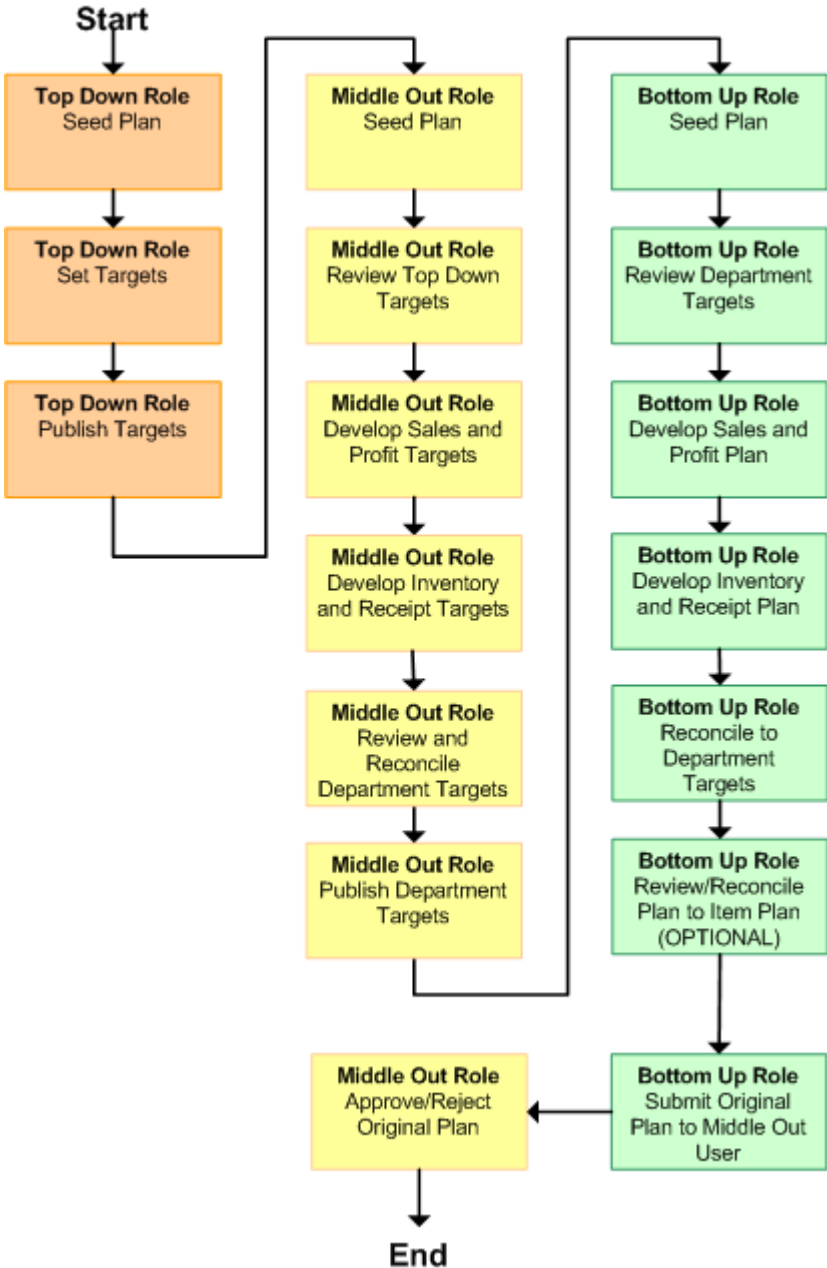 Start
Top Down Role
Seed Plan
Top Down Role
Set Targets
Top Down Role
Publish Targets
Middle Out Role
Seed Plan
Middle Out Role
Review Top Down
Targets
Middle Out Role
Develop Sales and
Profit Targets
Middle Out Role
Develop Inventory
and Receipt Targets
Middle Out Role
Review and
Reconcile
Department Targets
Middle Out Role
Publish Department
Targets
Bottom Up Role
Seed Plan
Bottom Up Role
Review Department
Targets
Bottom Up Role
Develop Sales and
Profit Plan
Bottom Up Role
Develop Inventory
and Receipt Plan
Bottom Up Role
Reconcile to
Department
Targets
Bottom Up Role
Review/Reconcile
Plan to Item Plan
(OPTIONAL)
Bottom Up Role
Submit Original
Plan to Middle Out
User
Middle Out Role
Approve/Reject
Original Plan
End